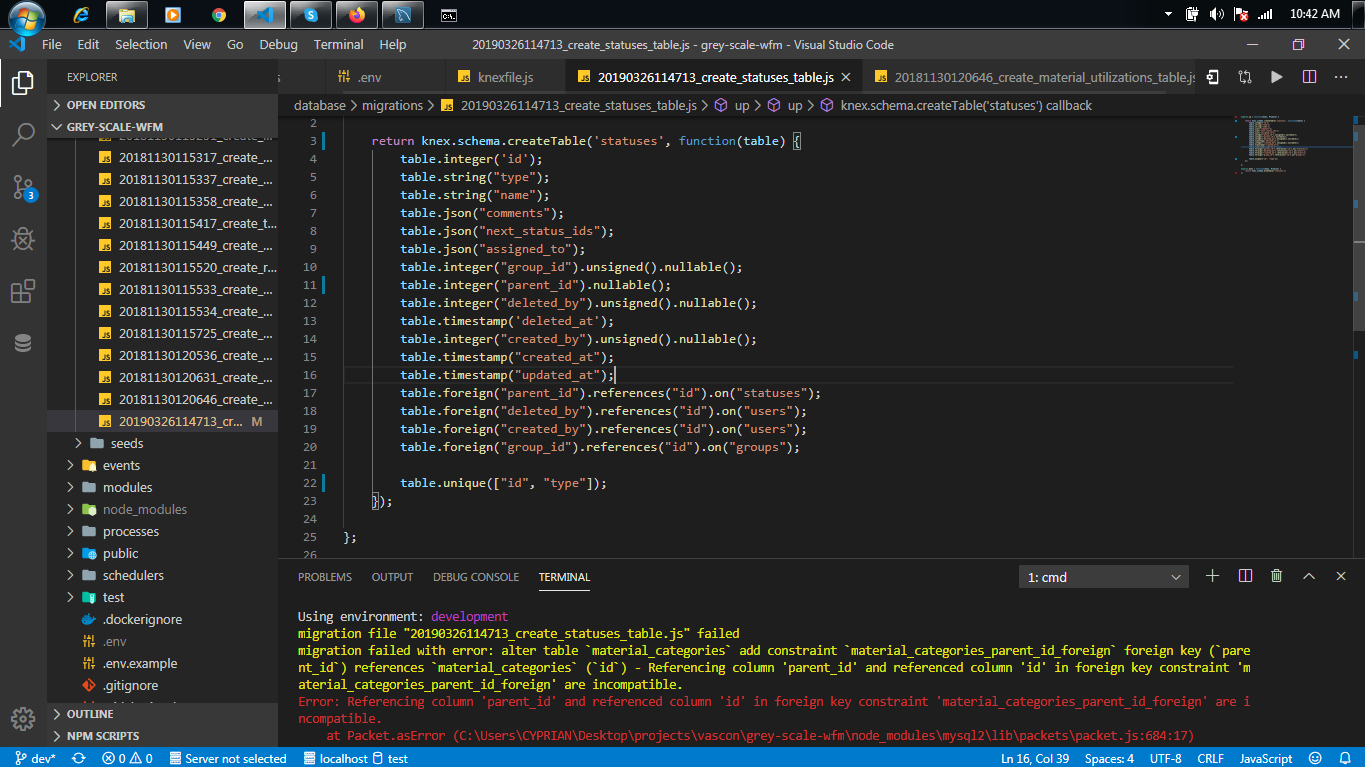 10:42 AM
File Edit Selection View Go Debug Terminal Help
20190326114713_create_statuses_table.js - grey-scale-wfm - Visual Studio Code
EXPLORER
s .env knexfile.js 20190326114713_create_statuses_table.js 20181130120646_create_material_utilizations_table.js
OPEN EDITORS
GREY-SCALE-WFM
20181130115317_create_...
20181130115337_create_...
20181130115358_create_...
20181130115417_create_t...
20181130115449_create_...
20181130115520_create_r...
20181130115533_create_...
20181130115534_create_...
20181130115725_create_...
20181130120536_create_...
20181130120631_create_...
20181130120646_create_...
20190326114713_cr... M
seeds
events
modules
node_modules
processes
public
schedulers
test
.dockerignore
.env
.env.example
.gitignore
OUTLINE
NPM SCRIPTS
3
database > migrations > JS 20190326114713_create_statuses_table.js > up > up > knex.schema.createTable('statuses') callback
2
3 return knex.schema.createTable('statuses', function(table) {
4 table.integer('id');
5 table.string("type");
6 table.string("name");
7 table.json("comments");
8 table.json("next_status_ids");
9 table.json("assigned_to");
10 table.integer("group_id").unsigned().nullable();
11 table.integer("parent_id").nullable();
12 table.integer("deleted_by").unsigned().nullable();
13 table.timestamp('deleted_at');
14 table.integer("created_by").unsigned().nullable();
15 table.timestamp("created_at");
16 table.timestamp("updated_at");
17 table.foreign("parent_id").references("id").on("statuses");
18 table.foreign("deleted_by").references("id").on("users");
19 table.foreign("created_by").references("id").on("users");
20 table.foreign("group_id").references("id").on("groups");
21
22 table.unique(["id", "type"]);
23 });
24
25 };
26
PROBLEMS OUTPUT DEBUG CONSOLE TERMINAL
1: cmd
Using environment: development
migration file "20190326114713_create_statuses_table.js" failed
migration failed with error: alter table `material_categories` add constraint `material_categories_parent_id_foreign` foreign key (`pare
nt_id`) references `material_categories` (`id`) - Referencing column 'parent_id' and referenced column 'id' in foreign key constraint 'm
aterial_categories_parent_id_foreign' are incompatible.
Error: Referencing column 'parent_id' and referenced column 'id' in foreign key constraint 'material_categories_parent_id_foreign' are i
ncompatible.
at Packet.asError (C:\Users\CYPRIAN\Desktop\projects\vascon\grey-scale-wfm\node_modules\mysql2\lib\packets\packet.js:684:17)
dev* 0 0 Server not selected localhost test
Ln 16, Col 39 Spaces: 4 UTF-8 CRLF JavaScript